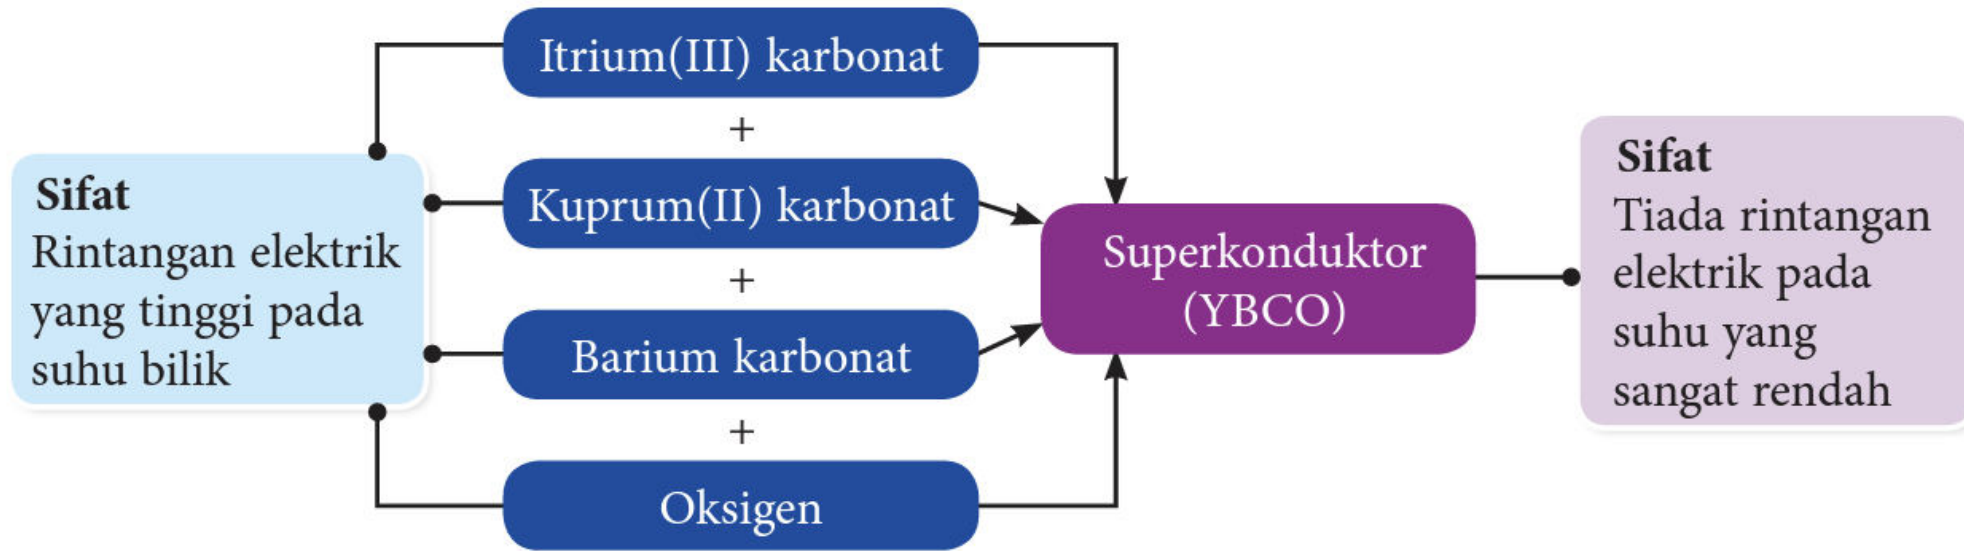 Sifat
Rintangan elektrik
yang tinggi pada
suhu bilik
Itrium(III) karbonat
+
Kuprum(II) karbonat
+
Barium karbonat
+
Oksigen
Superkonduktor
(YBCO)
Sifat
Tiada rintangan
elektrik pada
suhu yang
sangat rendah